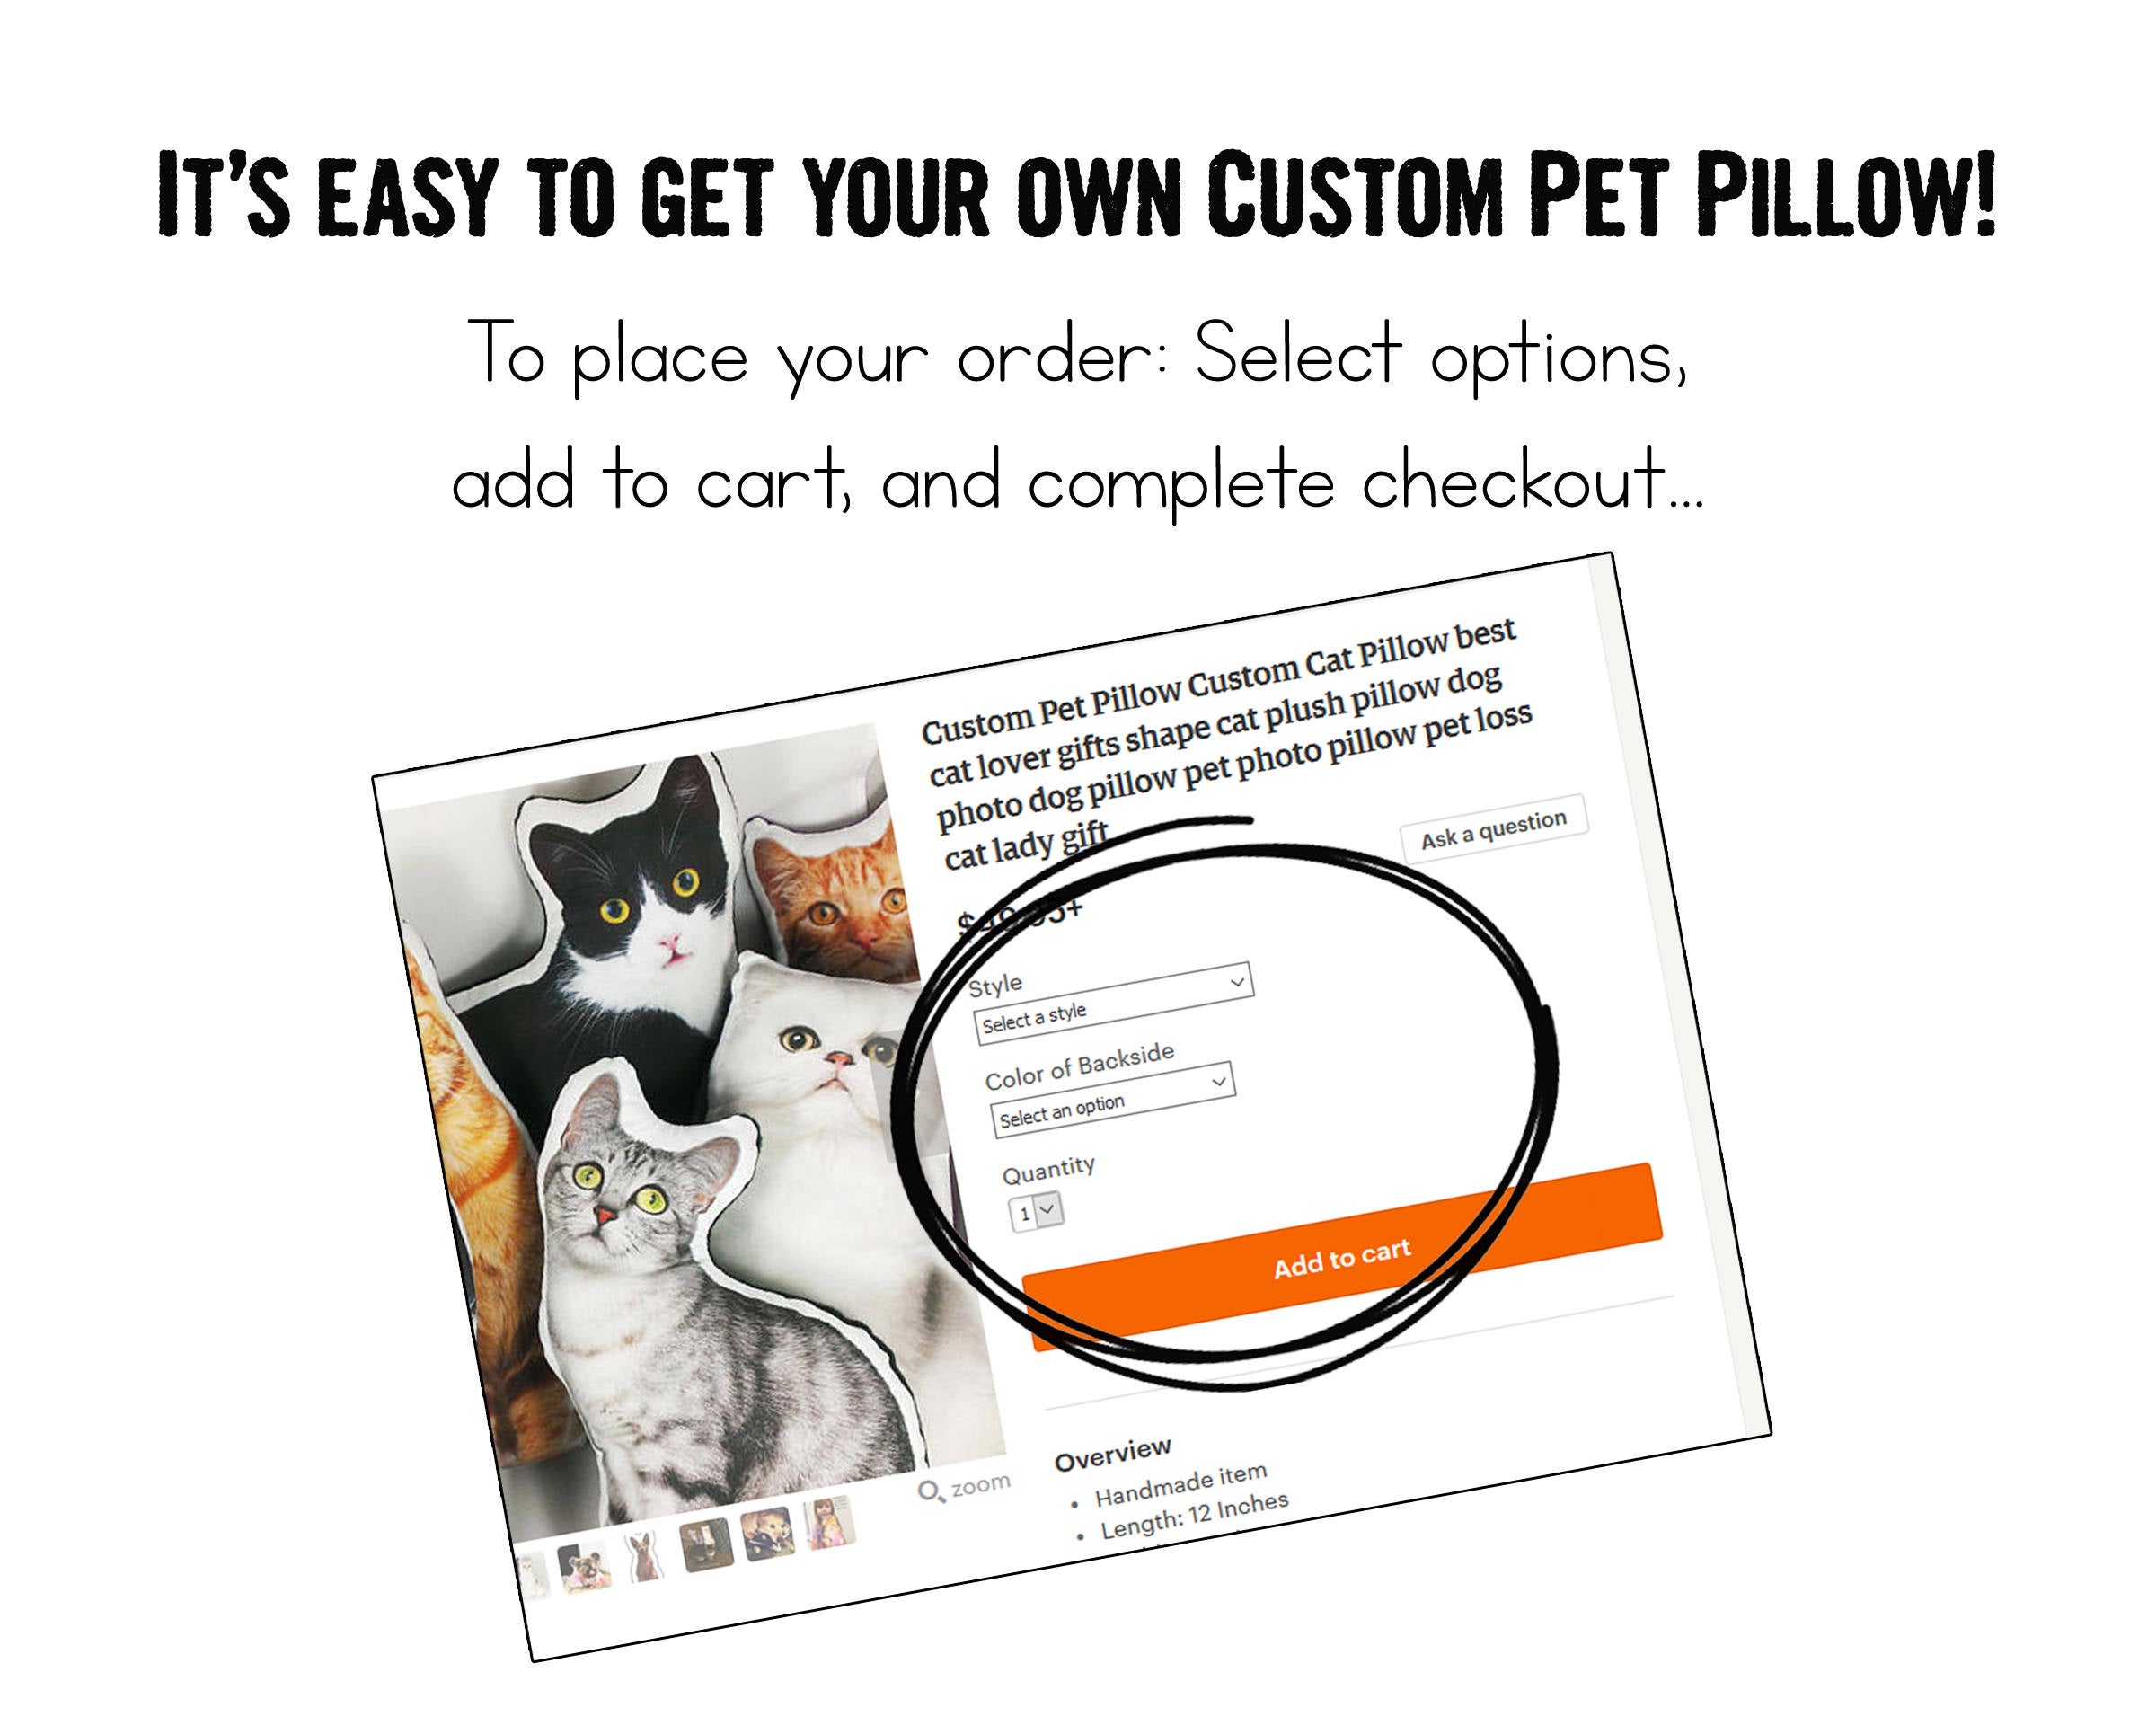 It's easy to get your own Custom Pet Pillow!
To place your order: Select options,
add to cart, and complete checkout...
Custom Pet Pillow Custom Cat Pillow best
cat lover gifts shape cat plush pillow dog
photo dog pillow pet photo pillow pet loss
cat lady gift
Ask a question
Style
Select a style
Color of Backside
Select an option
Quantity
1
Add to cart
zoom
Overview
• Handmade item
• Length: 12 Inches